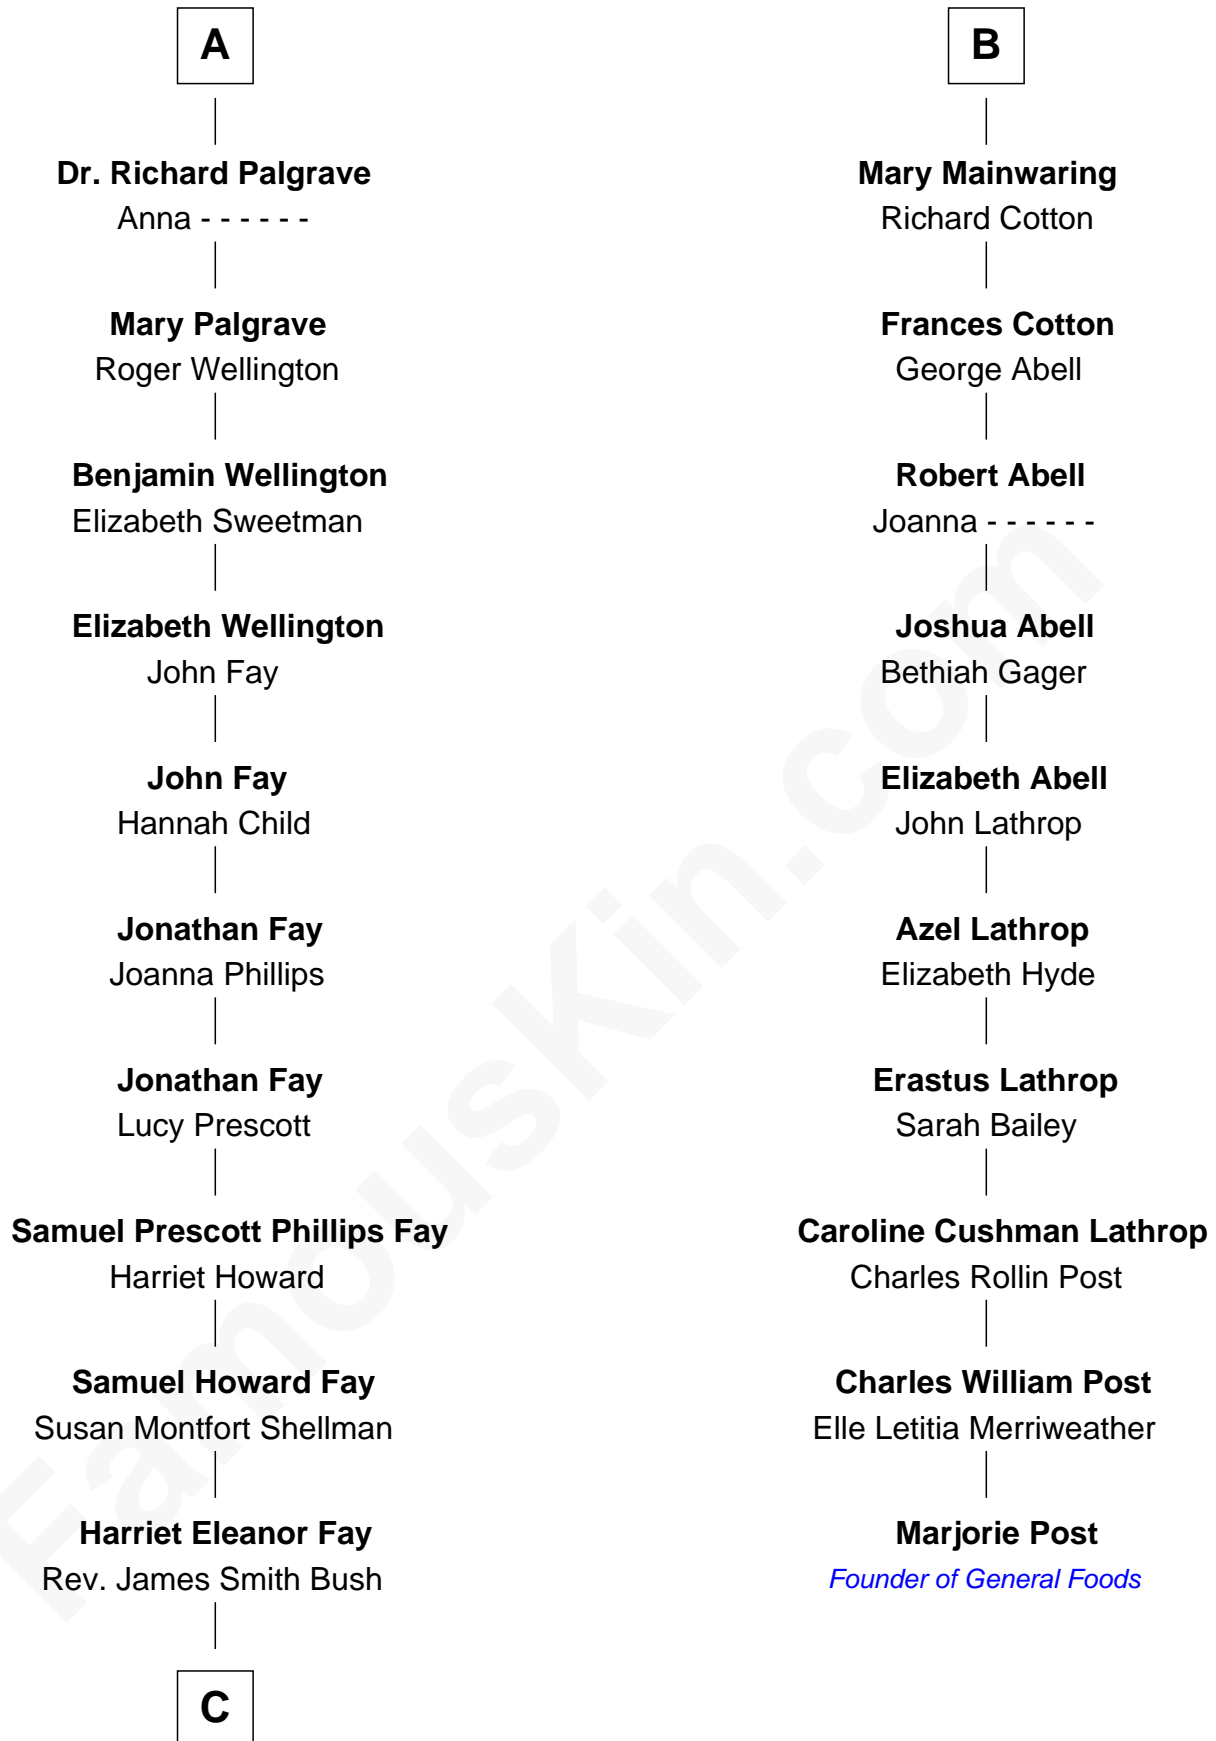 A
Dr. Richard Palgrave
Anna - - - - - -
Mary Palgrave
Roger Wellington
Benjamin Wellington
Elizabeth Sweetman
Elizabeth Wellington
John Fay
John Fay
Hannah Child
Jonathan Fay
Joanna Phillips
Jonathan Fay
Lucy Prescott
Samuel Prescott Phillips Fay
Harriet Howard
Samuel Howard Fay
Susan Montfort Shellman
Harriet Eleanor Fay
Rev. James Smith Bush
C
B
Mary Mainwaring
Richard Cotton
Frances Cotton
George Abell
Robert Abell
Joanna - - - - - -
Joshua Abell
Bethiah Gager
Elizabeth Abell
John Lathrop
Azel Lathrop
Elizabeth Hyde
Erastus Lathrop
Sarah Bailey
Caroline Cushman Lathrop
Charles Rollin Post
Charles William Post
Elle Letitia Merriweather
Marjorie Post
Founder of General Foods
FamousKin.com